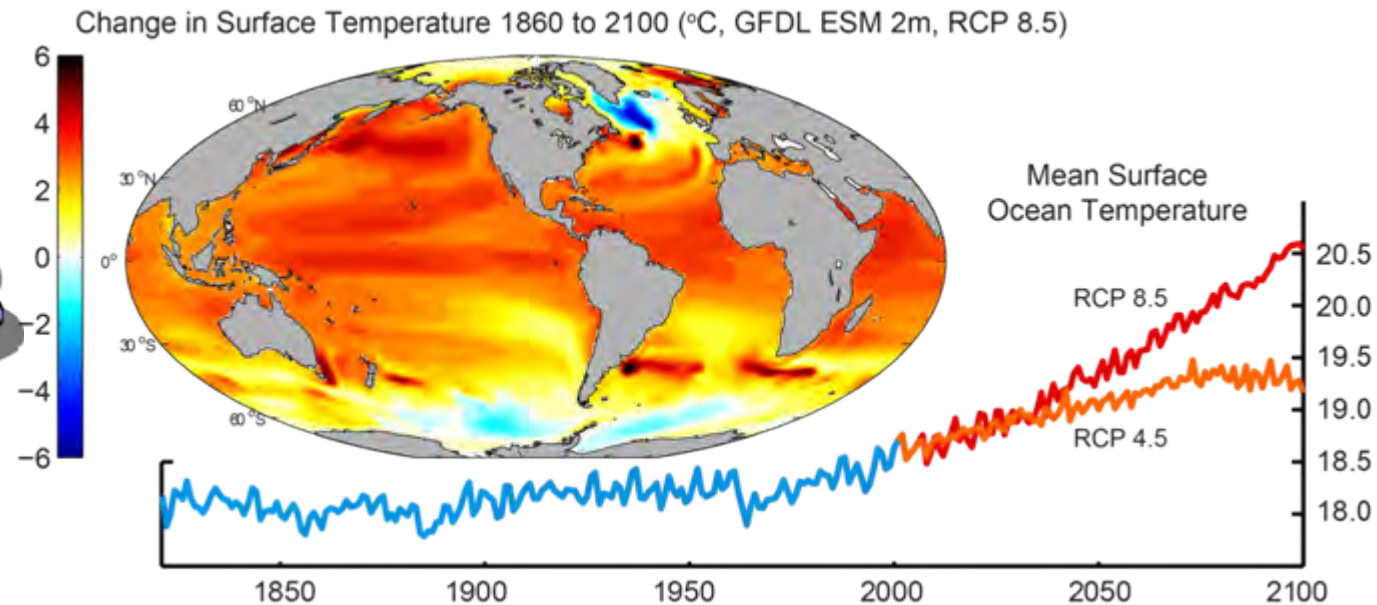 Change in Surface Temperature 1860 to 2100 (°C, GFDL ESM 2m, RCP 8.5)
6
4
2
0
−2
−4
−6
60°N
30°N
0°
30°S
60°S
Mean Surface
Ocean Temperature
RCP 8.5
RCP 4.5
20.5
20.0
19.5
19.0
18.5
18.0
1850
1900
1950
2000
2050
2100